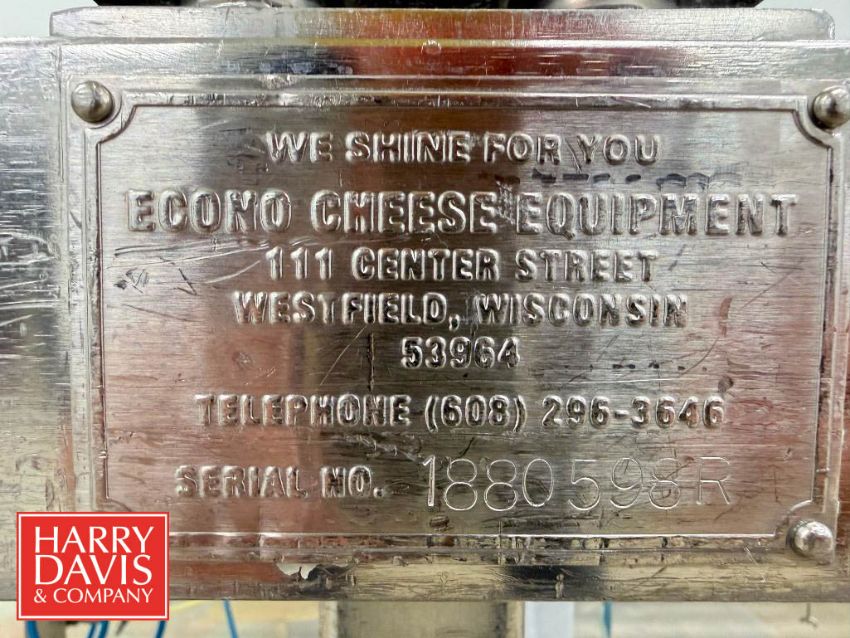 WE SHINE FOR YOU
ECONO CHEESE EQUIPMENT
111 CENTER STREET
WESTFIELD, WISCONSIN
53964
TELEPHONE (608) 296-3646
SERIAL NO. 1880598R
HARRY
DAVIS
& COMPANY